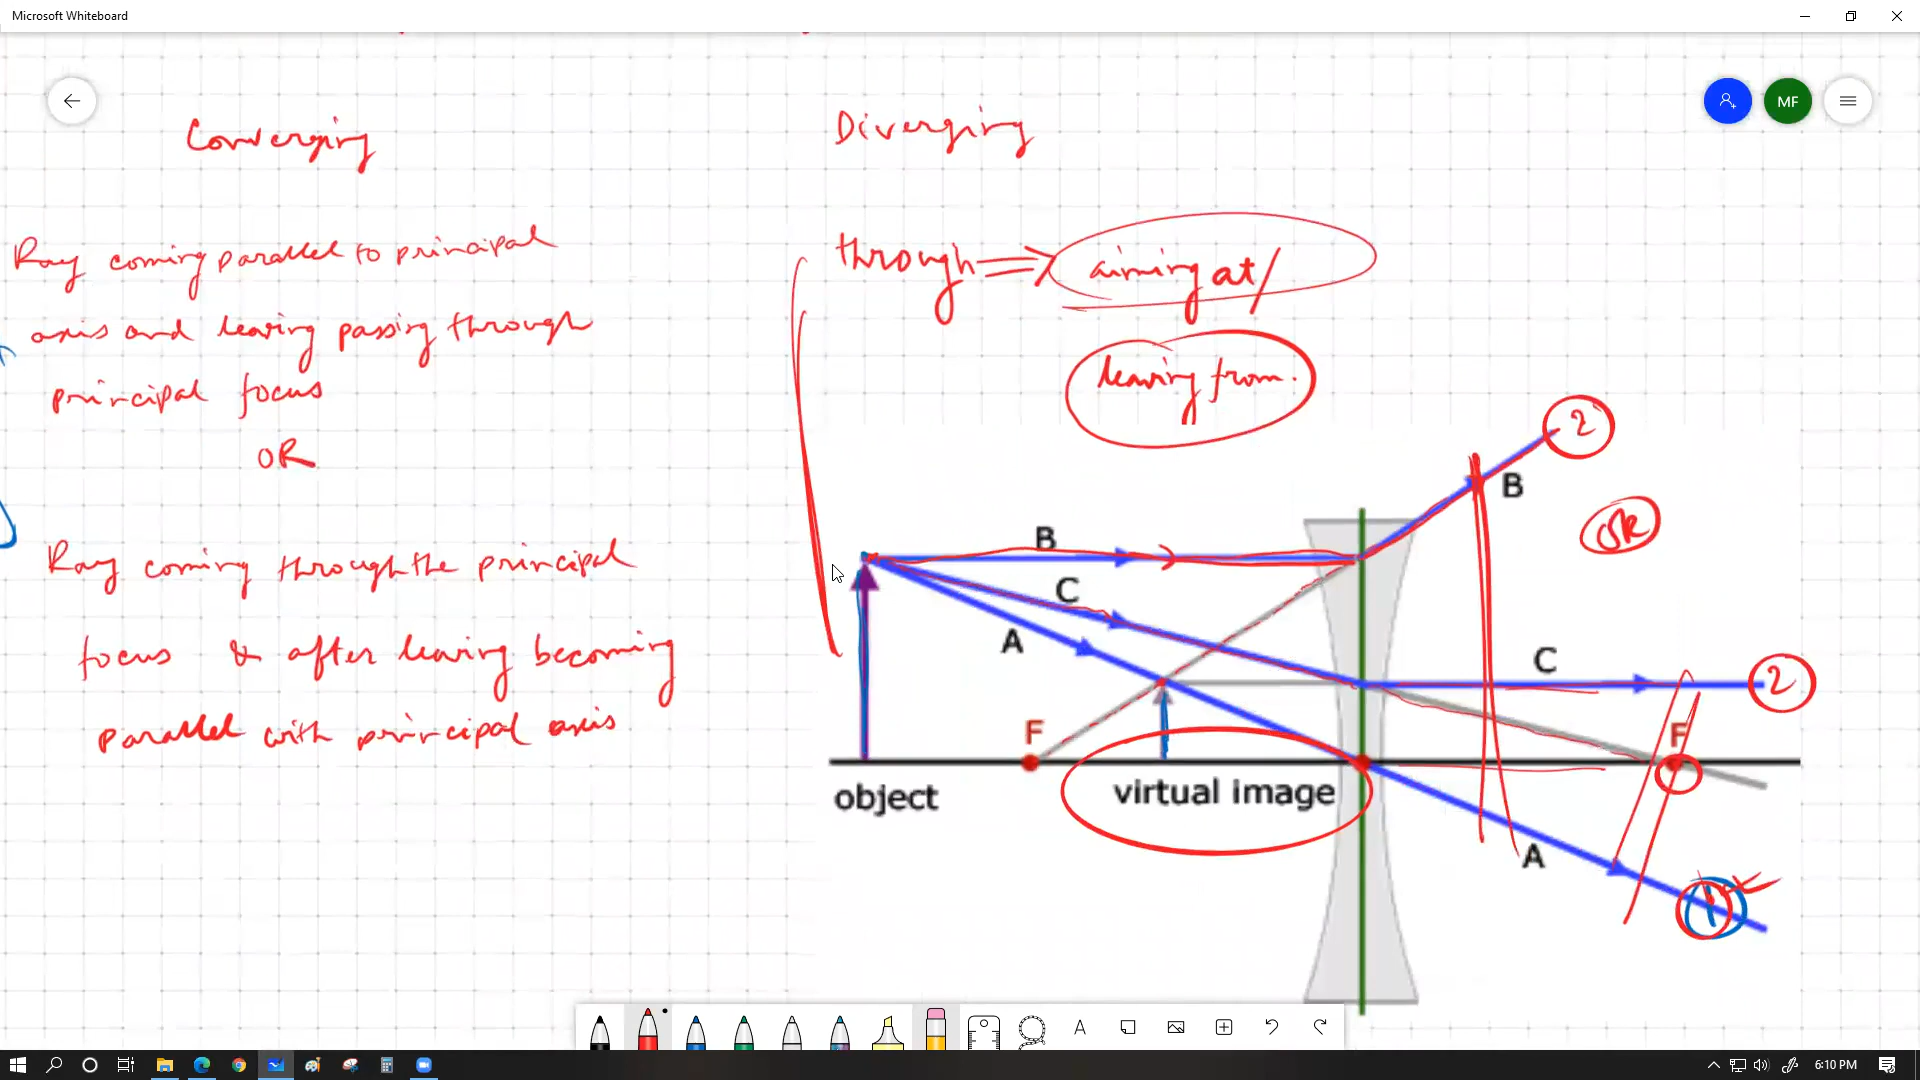 Microsoft Whiteboard
MF
Converging
Ray coming parallel to principal
axis and leaving passing through
principal focus
OR
Ray coming through the principal
focus & after leaving becoming
parallel with principal axis
Diverging
through ⇒ aiming at/
leaving from.
2
B
OR
B
C
A
C
2
F
F
object
virtual image
A
1
A
6:10 PM